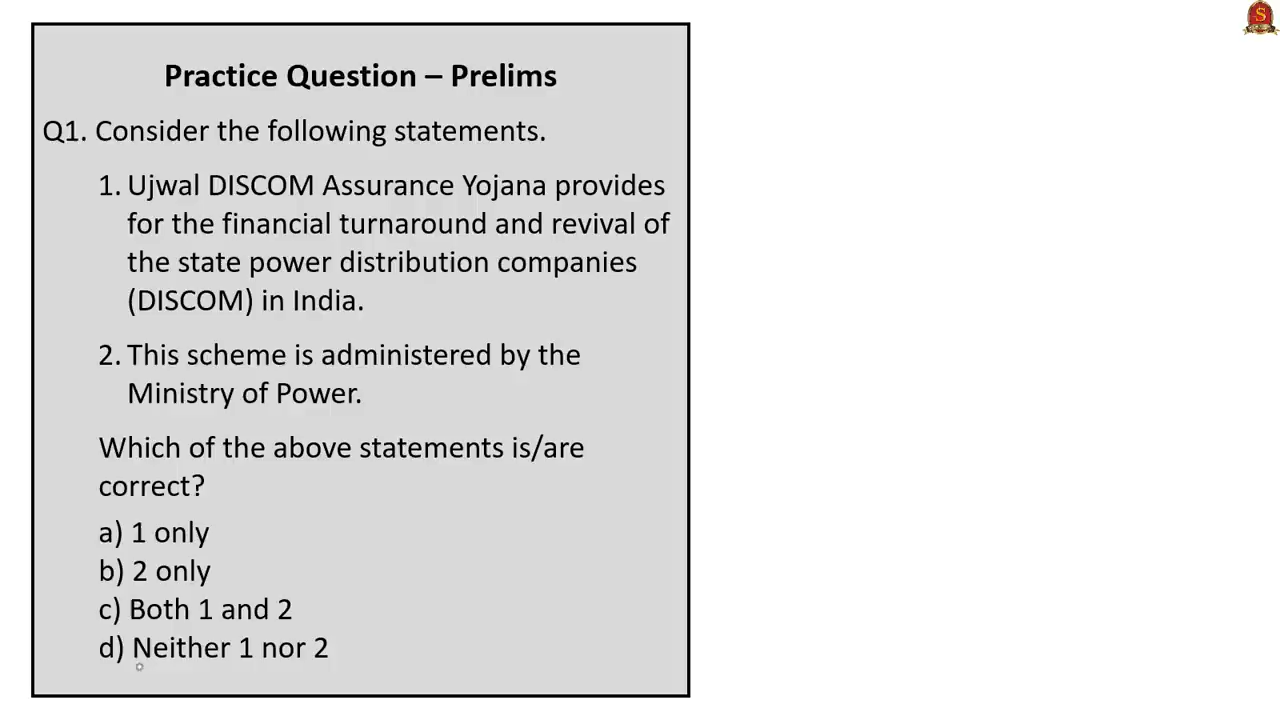 S
Practice Question – Prelims
Q1. Consider the following statements.
1. Ujwal DISCOM Assurance Yojana provides
for the financial turnaround and revival of
the state power distribution companies
(DISCOM) in India.
2. This scheme is administered by the
Ministry of Power.
Which of the above statements is/are
correct?
a) 1 only
b) 2 only
c) Both 1 and 2
d) Neither 1 nor 2